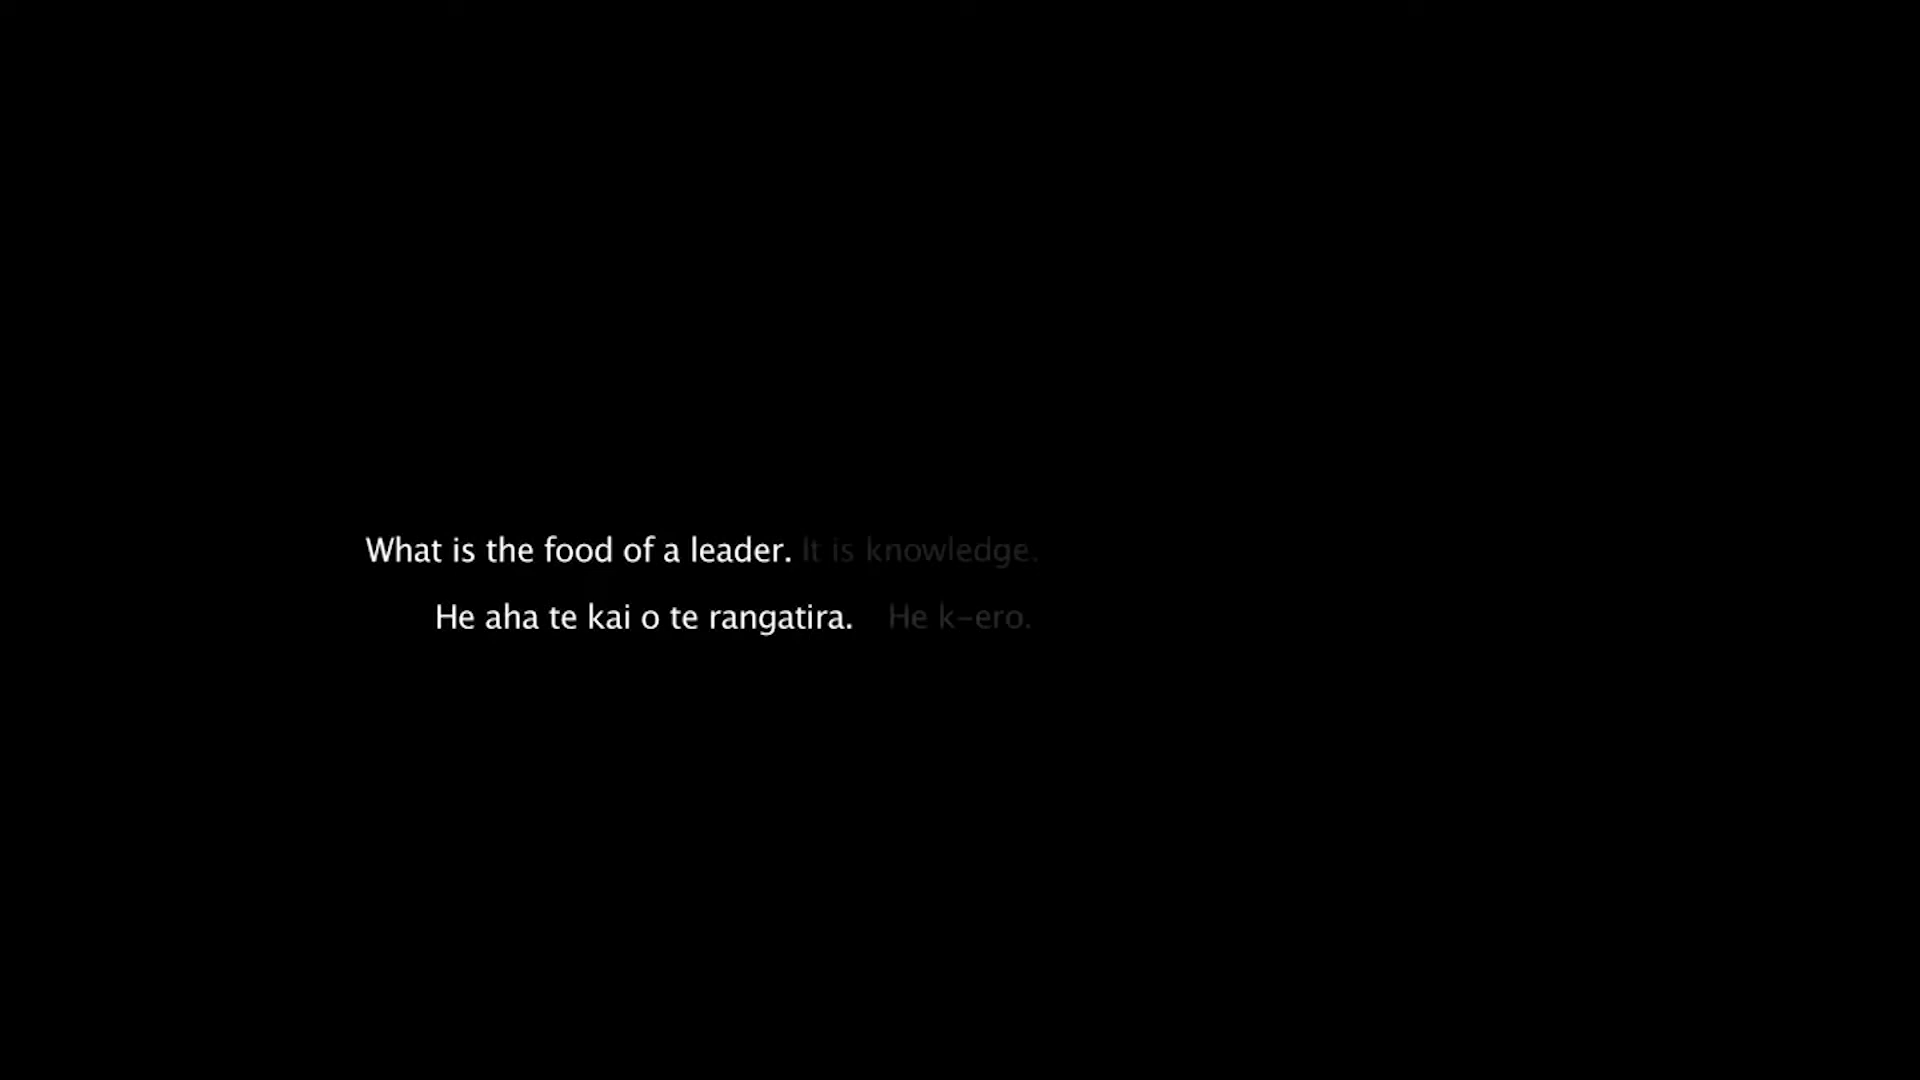 What is the food of a leader. It is knowledge.
He aha te kai o te rangatira. He k-ero.